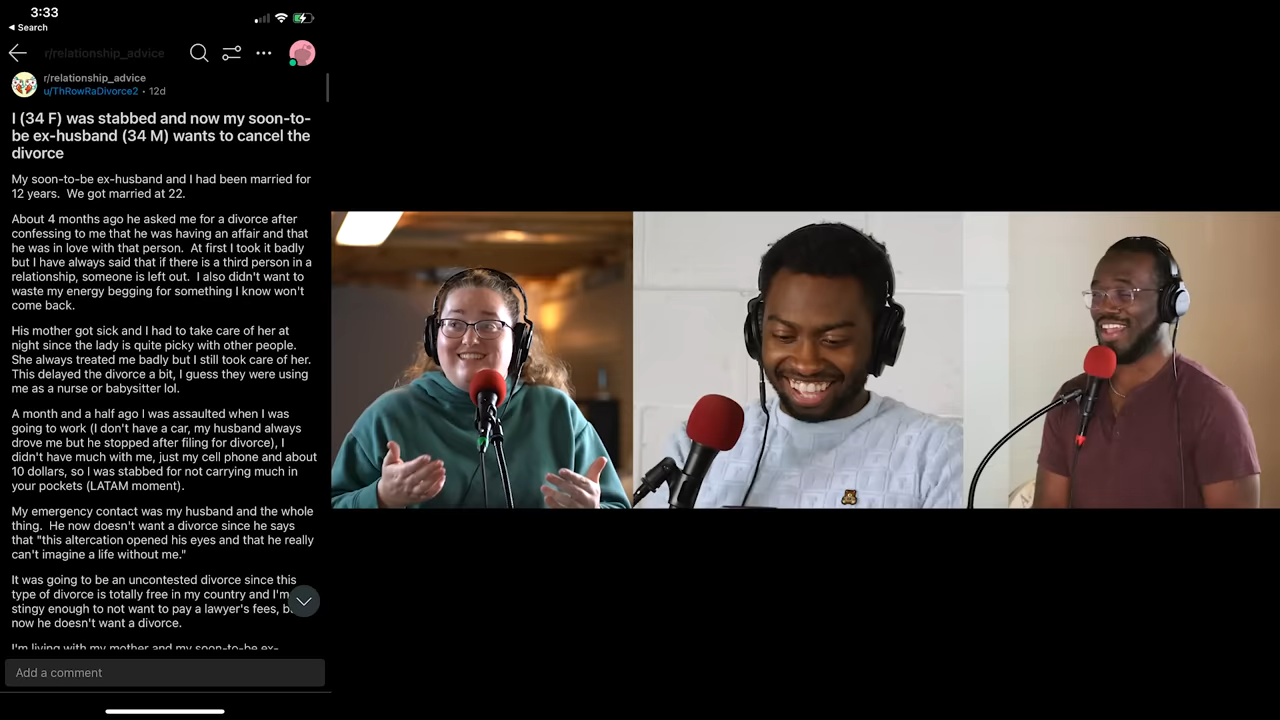 3:33
Search
r/relationship_advice
r/relationship_advice
u/ThRowRaDivorce2 • 12d
I (34 F) was stabbed and now my soon-to-
be ex-husband (34 M) wants to cancel the
divorce
My soon-to-be ex-husband and I had been married for
12 years.  We got married at 22.
About 4 months ago he asked me for a divorce after
confessing to me that he was having an affair and that
he was in love with that person.  At first I took it badly
but I have always said that if there is a third person in a
relationship, someone is left out.  I also didn't want to
waste my energy begging for something I know won't
come back.
His mother got sick and I had to take care of her at
night since the lady is quite picky with other people.
She always treated me badly but I still took care of her.
This delayed the divorce a bit, I guess they were using
me as a nurse or babysitter lol.
A month and a half ago I was assaulted when I was
going to work (I don't have a car, my husband always
drove me but he stopped after filing for divorce), I
didn't have much with me, just my cell phone and about
10 dollars, so I was stabbed for not carrying much in
your pockets (LATAM moment).
My emergency contact was my husband and the whole
thing.  He now doesn't want a divorce since he says
that "this altercation opened his eyes and that he really
can't imagine a life without me."
It was going to be an uncontested divorce since this
type of divorce is totally free in my country and I'm
stingy enough to not want to pay a lawyer's fees,
now he doesn't want a divorce.
I'm living with my mother and my soon-to-be ex-
Add a comment